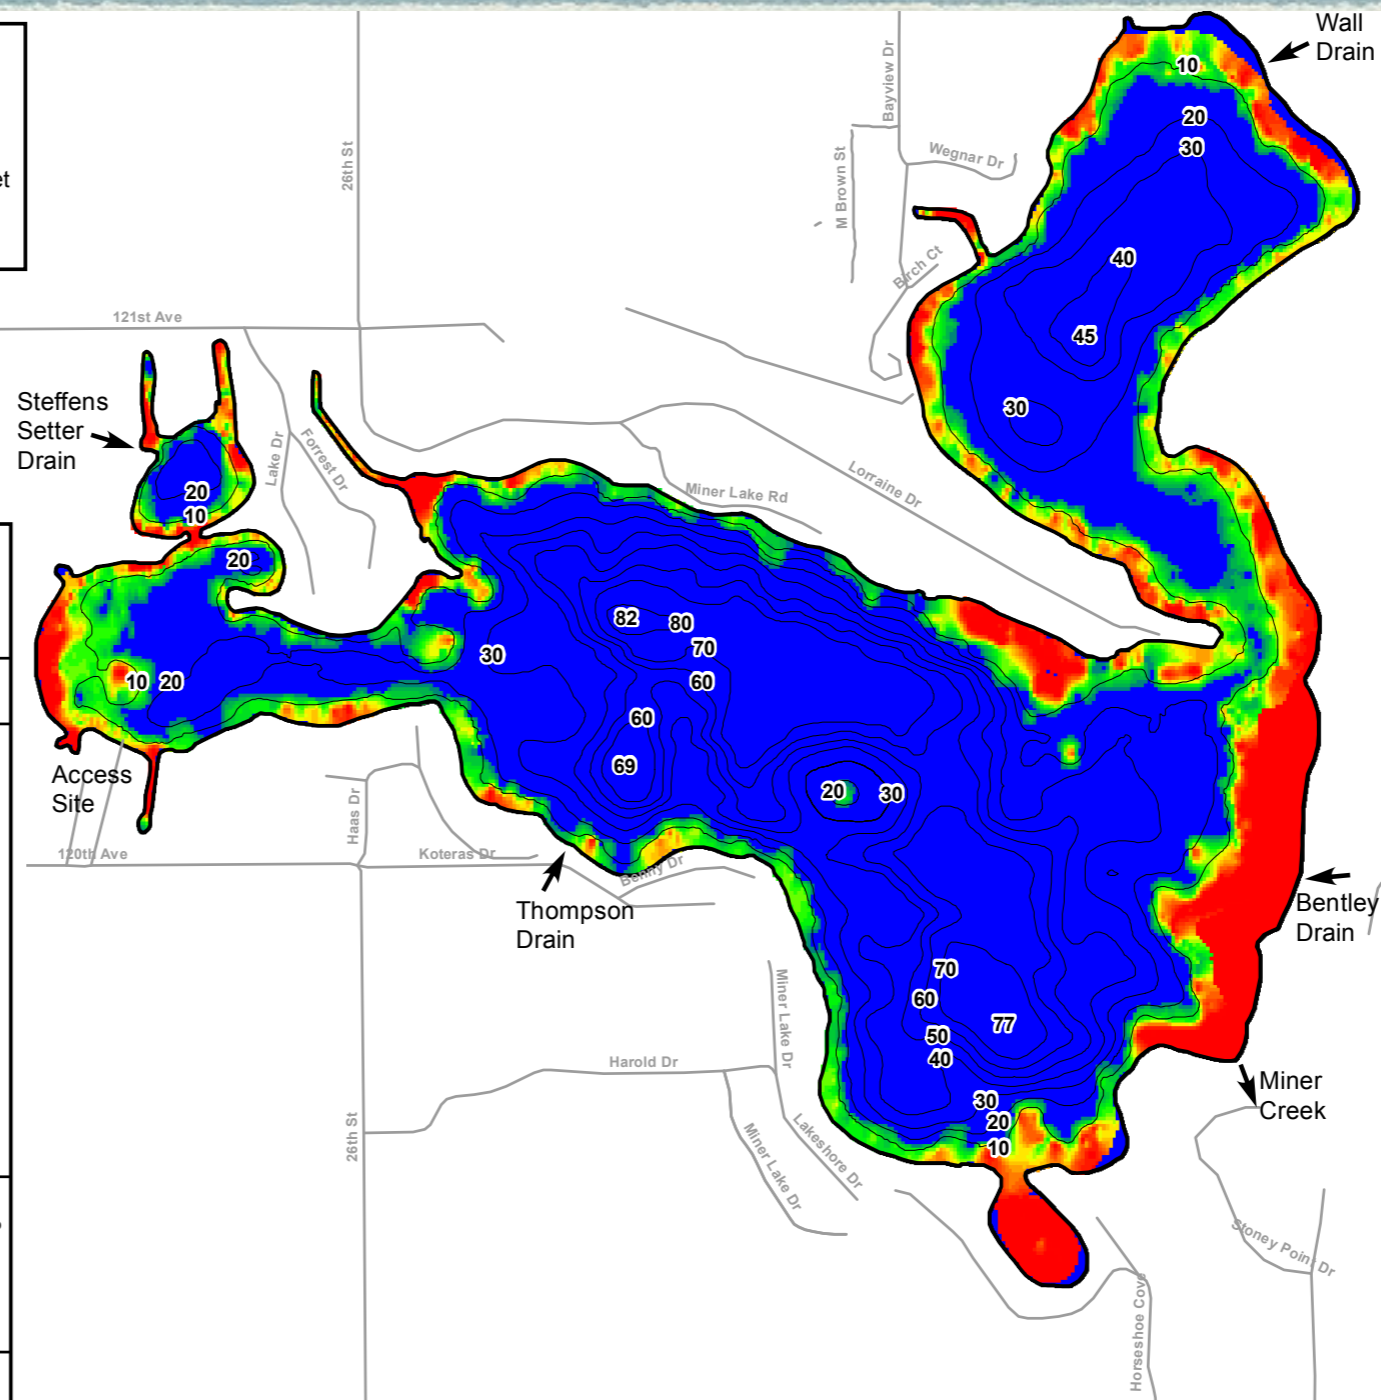 Wall
Drain
10
Bayview Dr
20
30
26th St
M Brown St
Wegnar Dr
et
40
Birch Ct
121st Ave
45
Steffens
Setter
Drain
30
Lake Dr
Forrest Dr
Miner Lake Rd
Lorraine Dr
20
10
20
82
80
70
30
60
10
20
60
69
Access
Site
20
30
Haas Dr
120th Ave
Koteras Dr
Benny Dr
Thompson
Drain
Bentley
Drain
70
60
77
50
40
Miner Lake Dr
Harold Dr
30
20
10
Miner
Creek
26th St
Miner Lake Dr
Lakeshore Dr
Stoney Point Dr
Horseshoe Cove